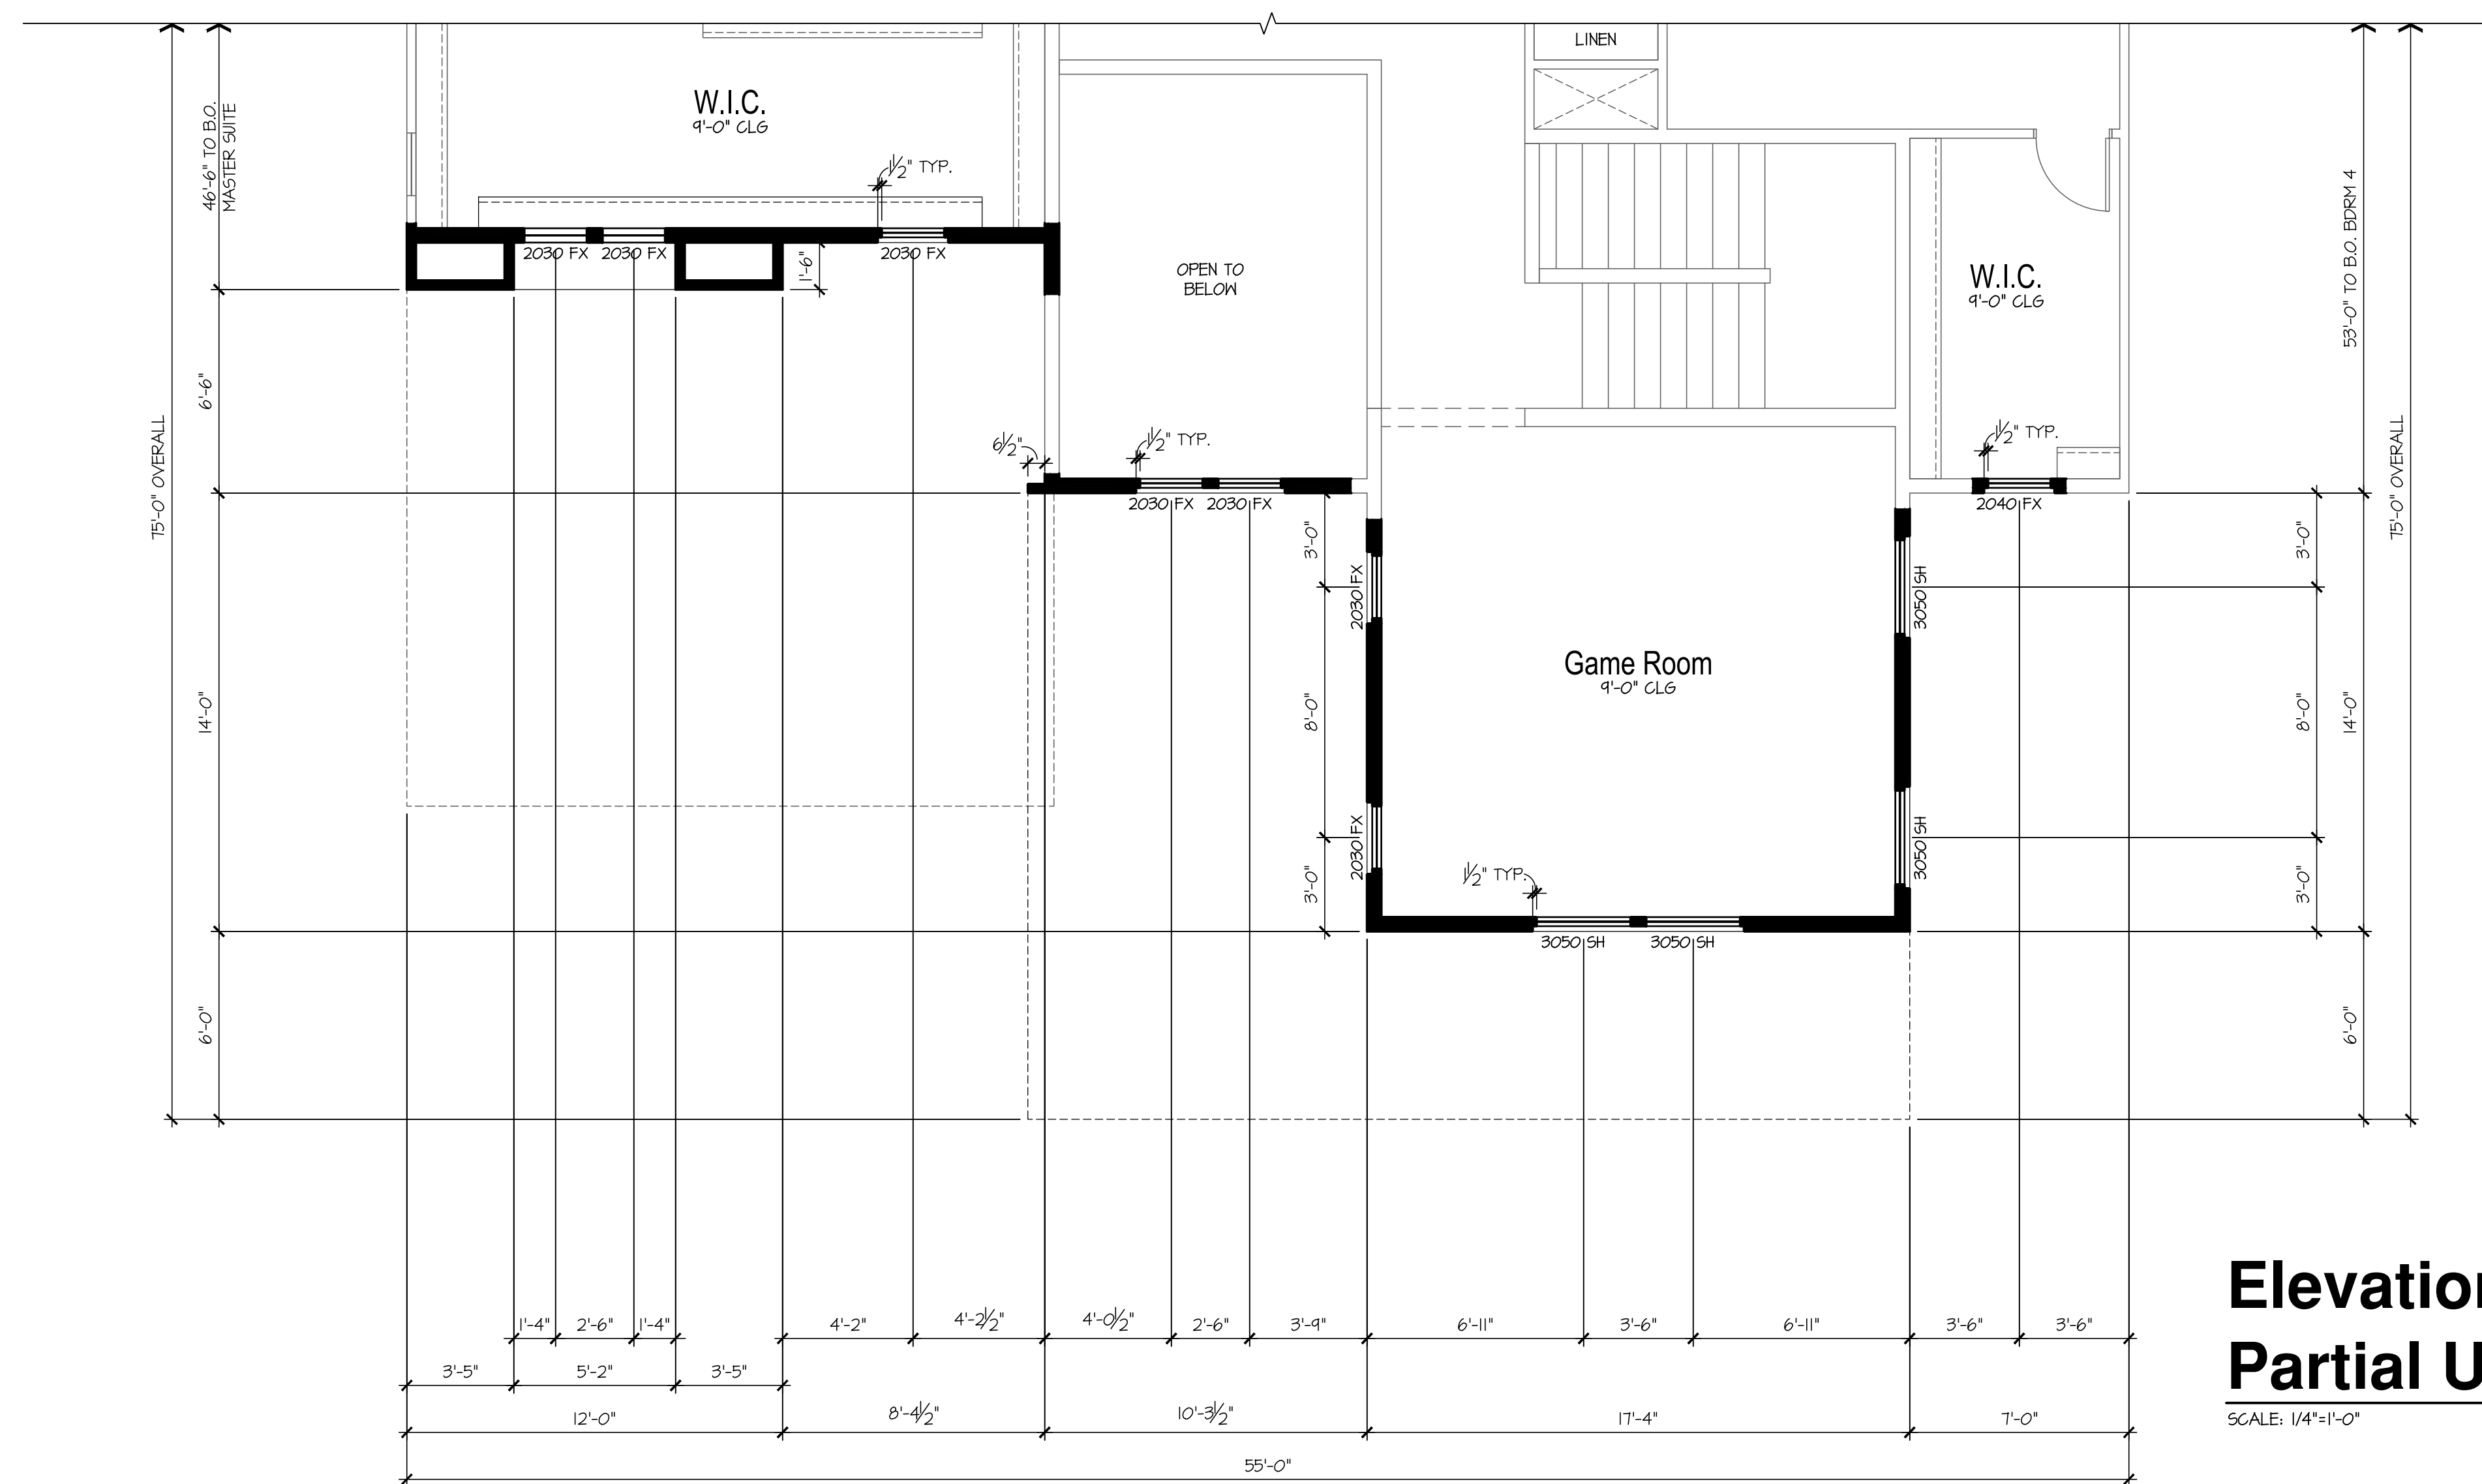 LINEN
W.I.C.
9'-0" CLG
1 1/2" TYP.
46'-6" TO B.O.
MASTER SUITE
53'-0" TO B.O. BDRM 4
2030 FX
2030 FX
2030 FX
1'-6"
OPEN TO
BELOW
W.I.C.
9'-0" CLG
6'-6"
75'-0" OVERALL
75'-0" OVERALL
6 1/2"
1 1/2" TYP.
1 1/2" TYP.
2030 FX
2030 FX
2040 FX
3'-0"
2030 FX
3050 SH
3'-0"
Game Room
9'-0" CLG
14'-0"
8'-0"
8'-0"
14'-0"
2030 FX
3050 SH
1 1/2" TYP.
3'-0"
3'-0"
3050 SH
3050 SH
6'-0"
6'-0"
Elevation
Partial U
SCALE: 1/4"=1'-0"
1'-4"
2'-6"
1'-4"
4'-2"
4'-2 1/2"
4'-0 1/2"
2'-6"
3'-9"
6'-11"
3'-6"
6'-11"
3'-6"
3'-6"
3'-5"
5'-2"
3'-5"
12'-0"
8'-4 1/2"
10'-3 1/2"
17'-4"
7'-0"
55'-0"